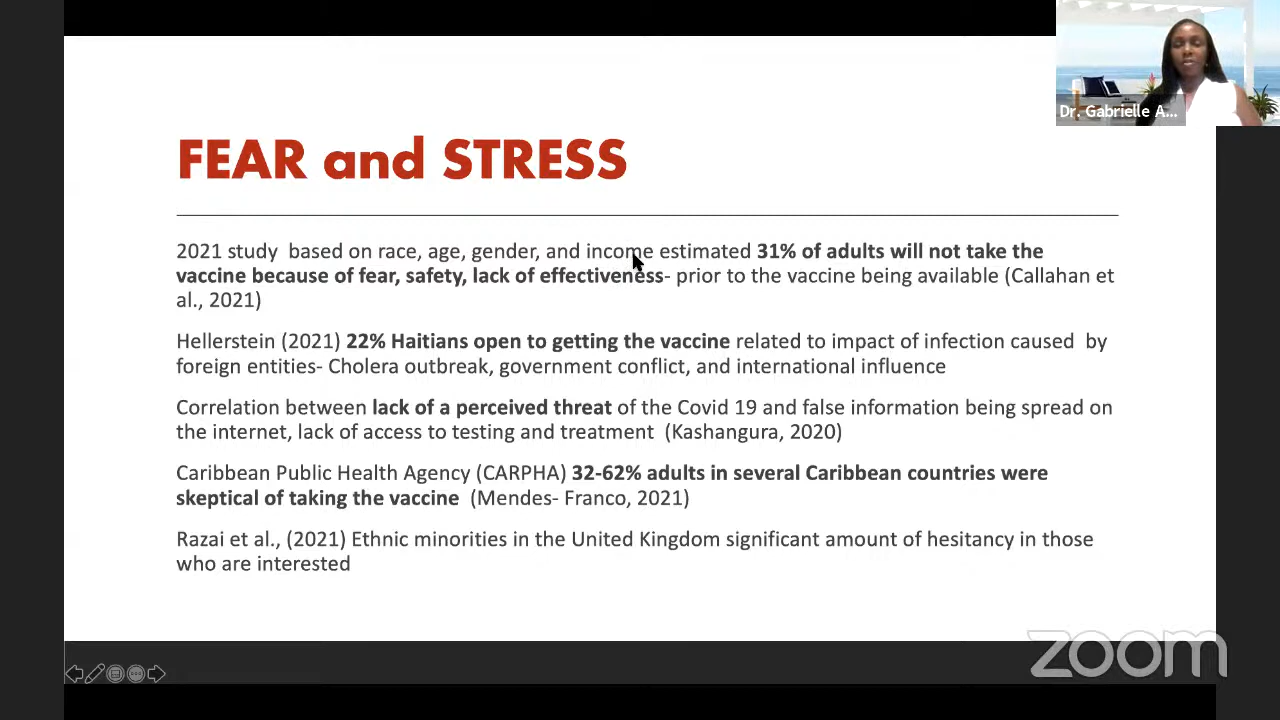 Dr. Gabrielle A...
FEAR and STRESS
2021 study  based on race, age, gender, and income estimated 31% of adults will not take the
vaccine because of fear, safety, lack of effectiveness- prior to the vaccine being available (Callahan et
al., 2021)
Hellerstein (2021) 22% Haitians open to getting the vaccine related to impact of infection caused  by
foreign entities- Cholera outbreak, government conflict, and international influence
Correlation between lack of a perceived threat of the Covid 19 and false information being spread on
the internet, lack of access to testing and treatment  (Kashangura, 2020)
Caribbean Public Health Agency (CARPHA) 32-62% adults in several Caribbean countries were
skeptical of taking the vaccine  (Mendes- Franco, 2021)
Razai et al., (2021) Ethnic minorities in the United Kingdom significant amount of hesitancy in those
who are interested
zoom